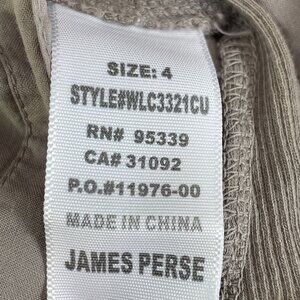 SIZE: 4
STYLE#WLC3321CU
RN# 95339
CA# 31092
P.O.#11976-00
MADE IN CHINA
JAMES PERSE